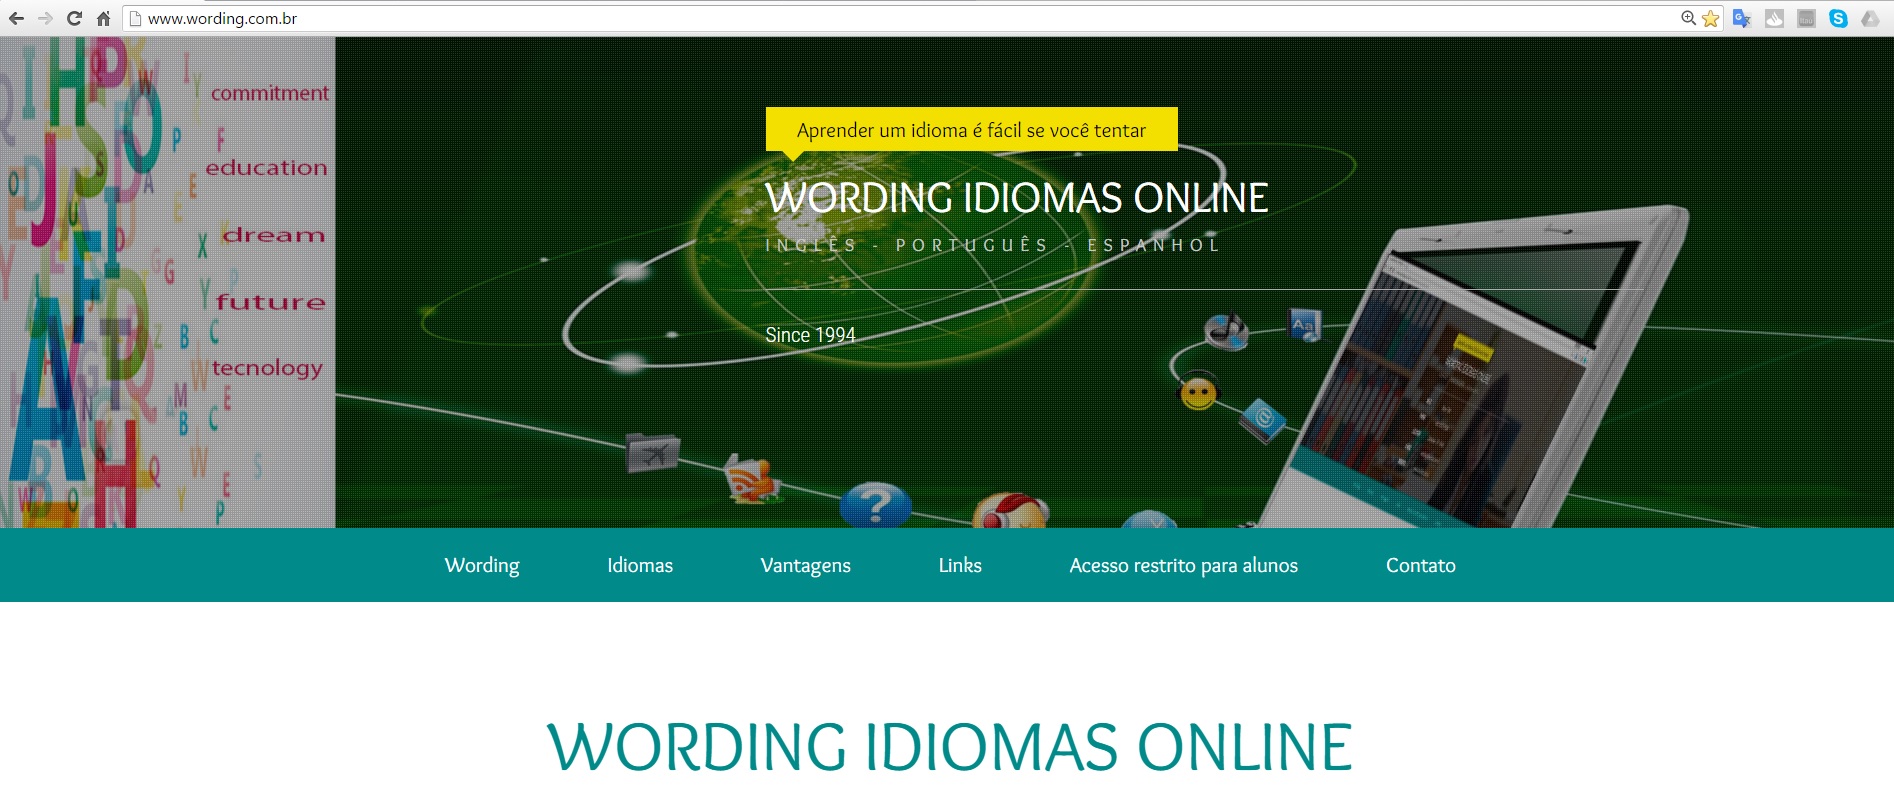 www.wording.com.br
commitment
education
dream
future
tecnology
Aprender um idioma é fácil se você tentar
WORDING IDIOMAS ONLINE
INGLÊS - PORTUGUÊS - ESPANHOL
Since 1994
Wording
Idiomas
Vantagens
Links
Acesso restrito para alunos
Contato
WORDING IDIOMAS ONLINE